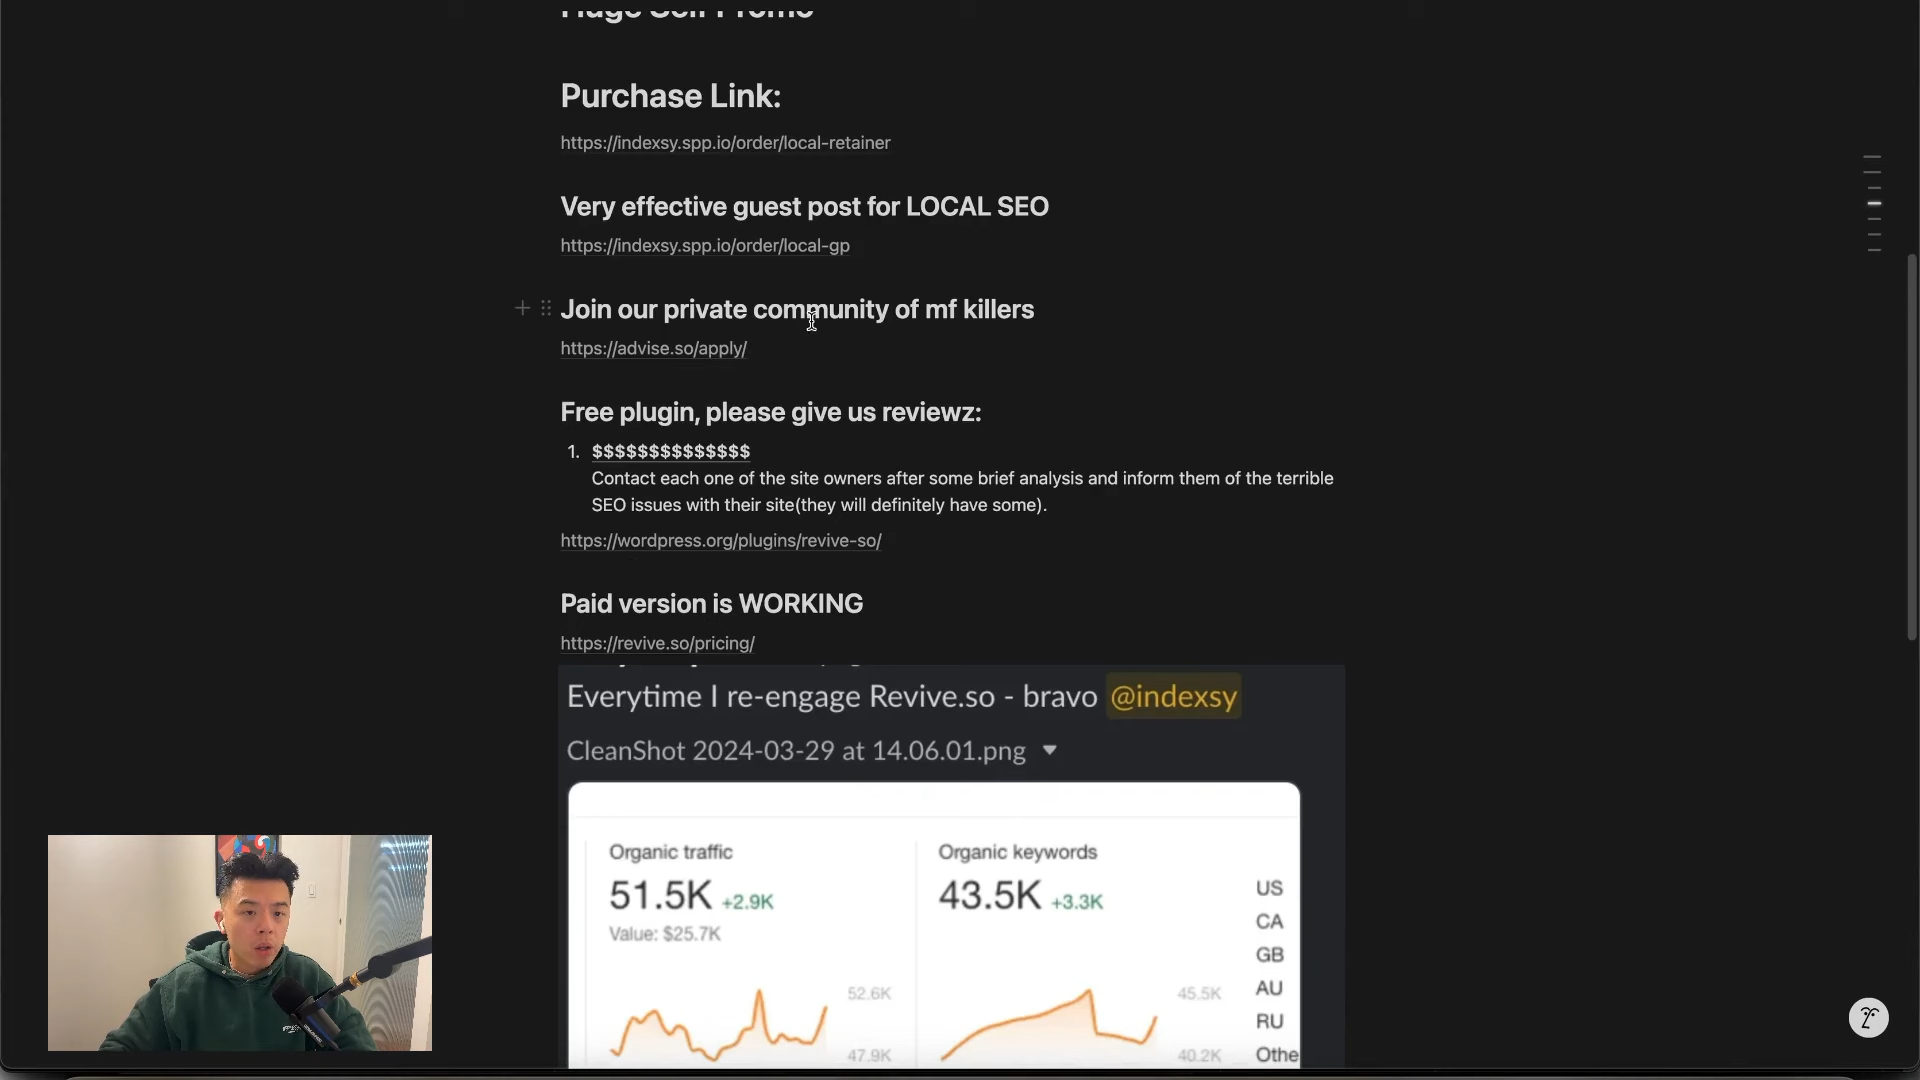 Huge Self Promo
Purchase Link:
https://indexsy.spp.io/order/local-retainer
Very effective guest post for LOCAL SEO
https://indexsy.spp.io/order/local-gp
Join our private community of mf killers
https://advise.so/apply/
Free plugin, please give us reviewz:
1. $$$$$$$$$$$$$$
Contact each one of the site owners after some brief analysis and inform them of the terrible
SEO issues with their site(they will definitely have some).
https://wordpress.org/plugins/revive-so/
Paid version is WORKING
https://revive.so/pricing/
Everytime I re-engage Revive.so - bravo @indexsy
CleanShot 2024-03-29 at 14.06.01.png
Organic traffic
51.5K +2.9K
Value: $25.7K
52.6K
47.9K
Organic keywords
43.5K +3.3K
45.5K
40.2K
US
CA
GB
AU
RU
Othe